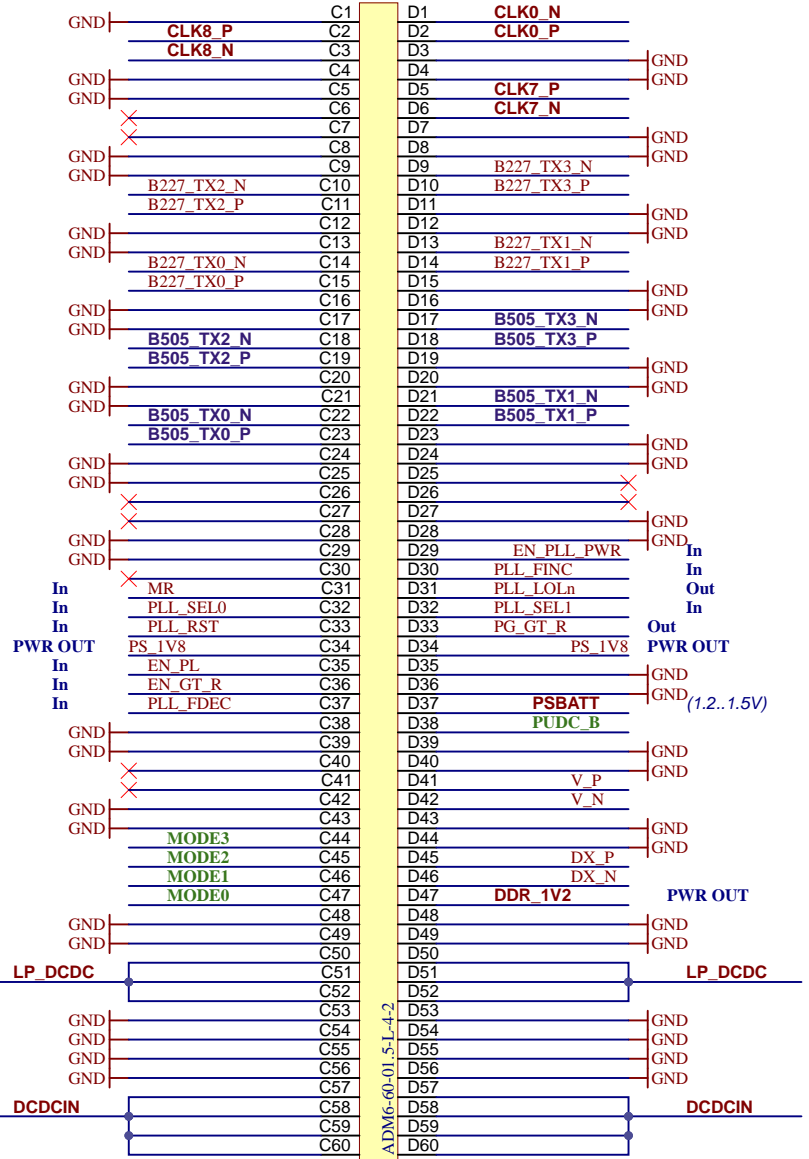 GND C1 D1 CLK0_N
CLK8_P C2 D2 CLK0_P
CLK8_N C3 D3 GND
GND C4 D4 GND
GND C5 D5 CLK7_P
C6 D6 CLK7_N
C7 D7 GND
GND C8 D8 GND
GND C9 D9 B227_TX3_N
B227_TX2_N C10 D10 B227_TX3_P
B227_TX2_P C11 D11 GND
GND C12 D12 GND
GND C13 D13 B227_TX1_N
B227_TX0_N C14 D14 B227_TX1_P
B227_TX0_P C15 D15 GND
GND C16 D16 GND
GND C17 D17 B505_TX3_N
B505_TX2_N C18 D18 B505_TX3_P
B505_TX2_P C19 D19 GND
GND C20 D20 GND
GND C21 D21 B505_TX1_N
B505_TX0_N C22 D22 B505_TX1_P
B505_TX0_P C23 D23 GND
GND C24 D24 GND
GND C25 D25
C26 D26
C27 D27 GND
GND C28 D28 GND
GND C29 D29 EN_PLL_PWR In
C30 D30 PLL_FINC In
In MR C31 D31 PLL_LOLn Out
In PLL_SEL0 C32 D32 PLL_SEL1 In
In PLL_RST C33 D33 PG_GT_R Out
PWR OUT PS_1V8 C34 D34 PS_1V8 PWR OUT
In EN_PL C35 D35 GND
In EN_GT_R C36 D36 GND
In PLL_FDEC C37 D37 PSBATT (1.2..1.5V)
GND C38 D38 PUDC_B
GND C39 D39 GND
C40 D40 GND
C41 D41 V_P
GND C42 D42 V_N
GND C43 D43 GND
MODE3 C44 D44 GND
MODE2 C45 D45 DX_P
MODE1 C46 D46 DX_N
MODE0 C47 D47 DDR_1V2 PWR OUT
GND C48 D48 GND
GND C49 D49 GND
C50 D50
LP_DCDC C51 D51 LP_DCDC
C52 D52
GND C53 D53 GND
GND C54 D54 GND
GND C55 D55 GND
GND C56 D56 GND
C57 D57
DCDCIN C58 D58 DCDCIN
C59 D59
C60 D60
ADM6-60-01.5-L-4-2